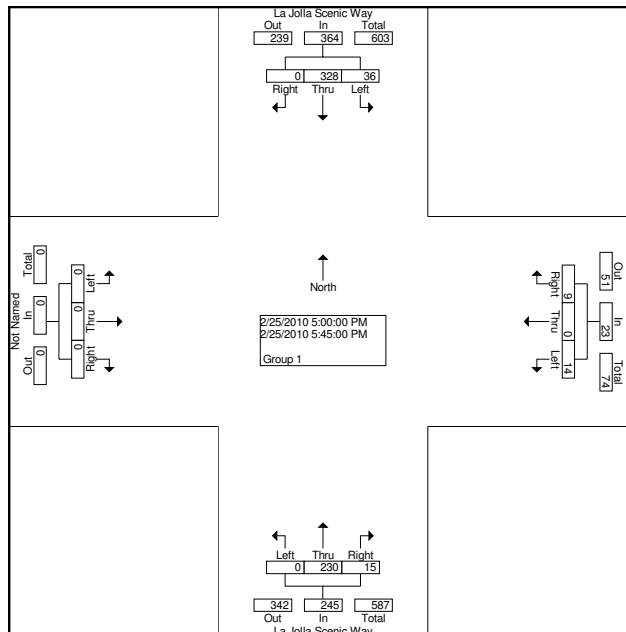 La Jolla Scenic Way
Out In Total
239 364 603
0 328 36
Right Thru Left
North
2/25/2010 5:00:00 PM
2/25/2010 5:45:00 PM
Group 1
Not Named
Out In Total
0 0 0
Right Thru Left
0 0 0
Out In Total
51 23 74
Right Thru Left
9 0 14
Left Thru Right
0 230 15
342 245 587
Out In Total
La Jolla Scenic Way